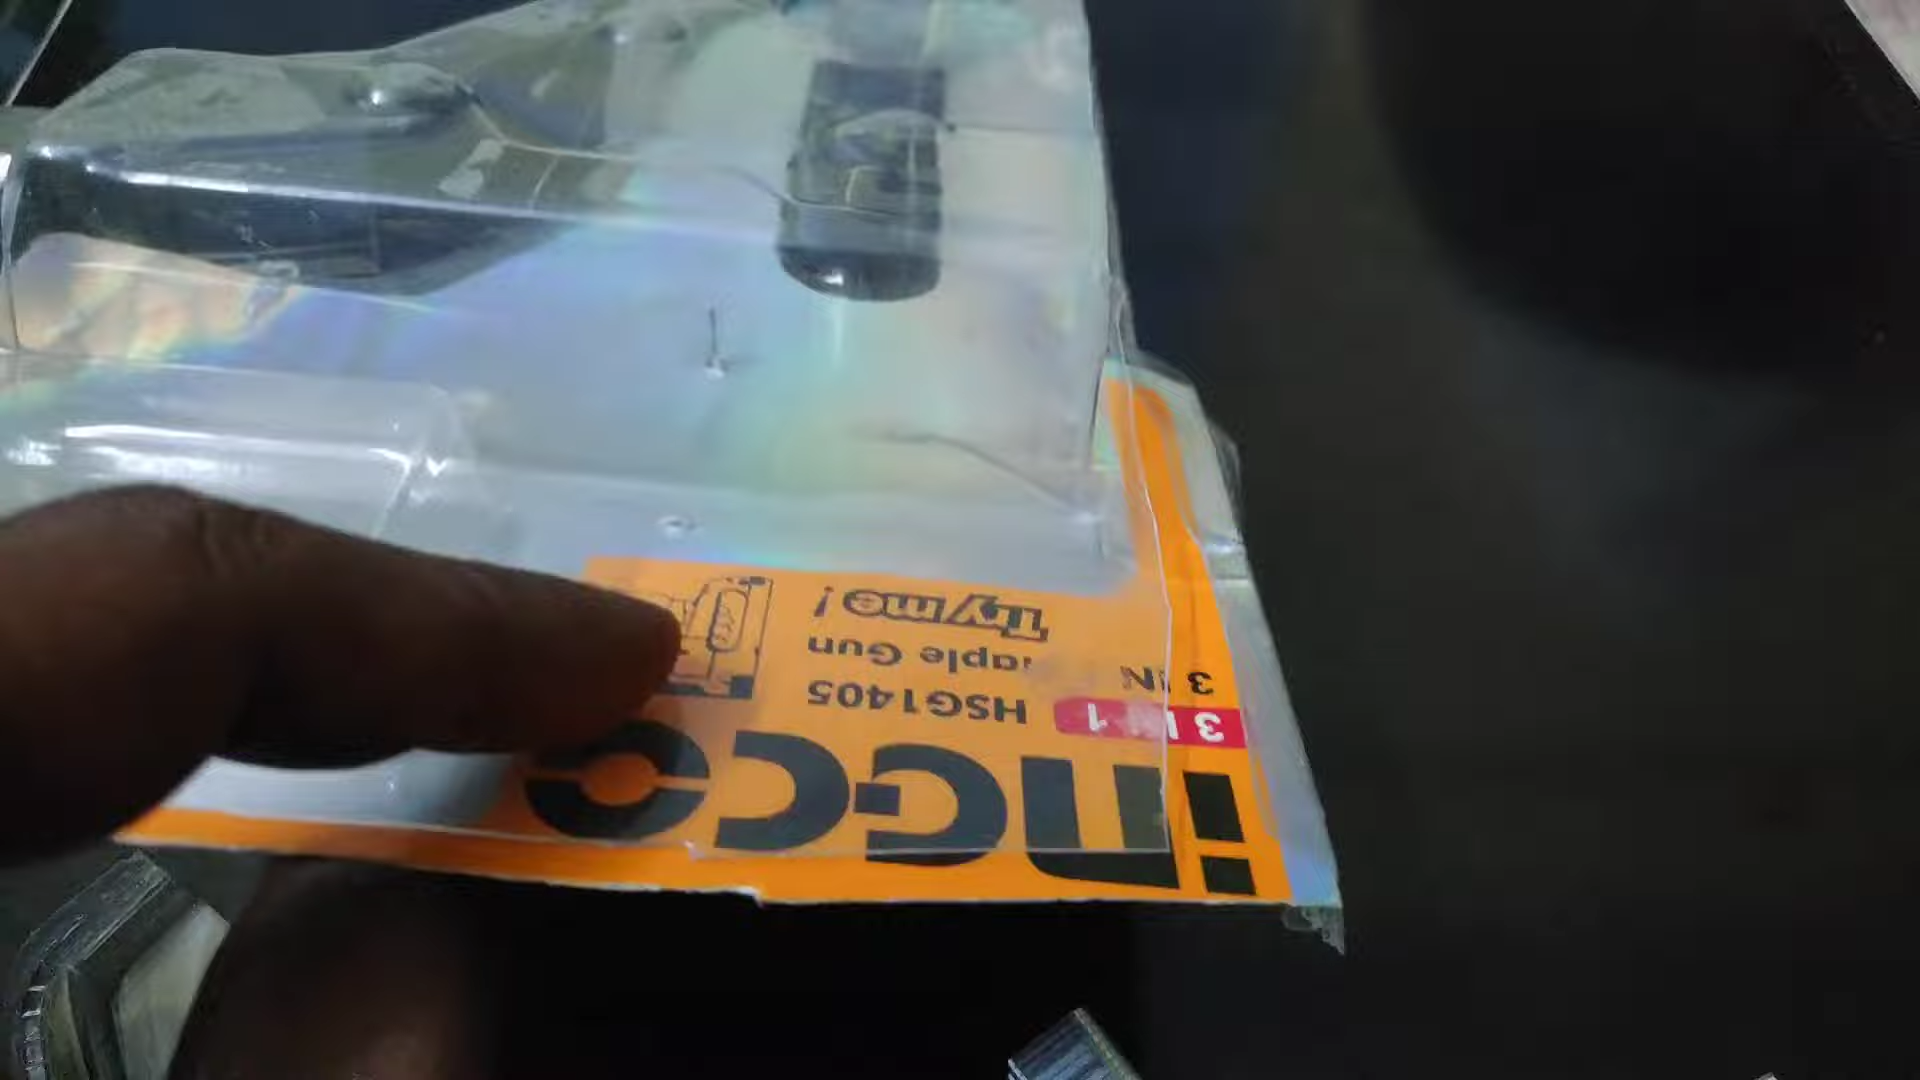 INGCO
3 IN 1
HSG1405
3 IN
aple Gun
Try me !